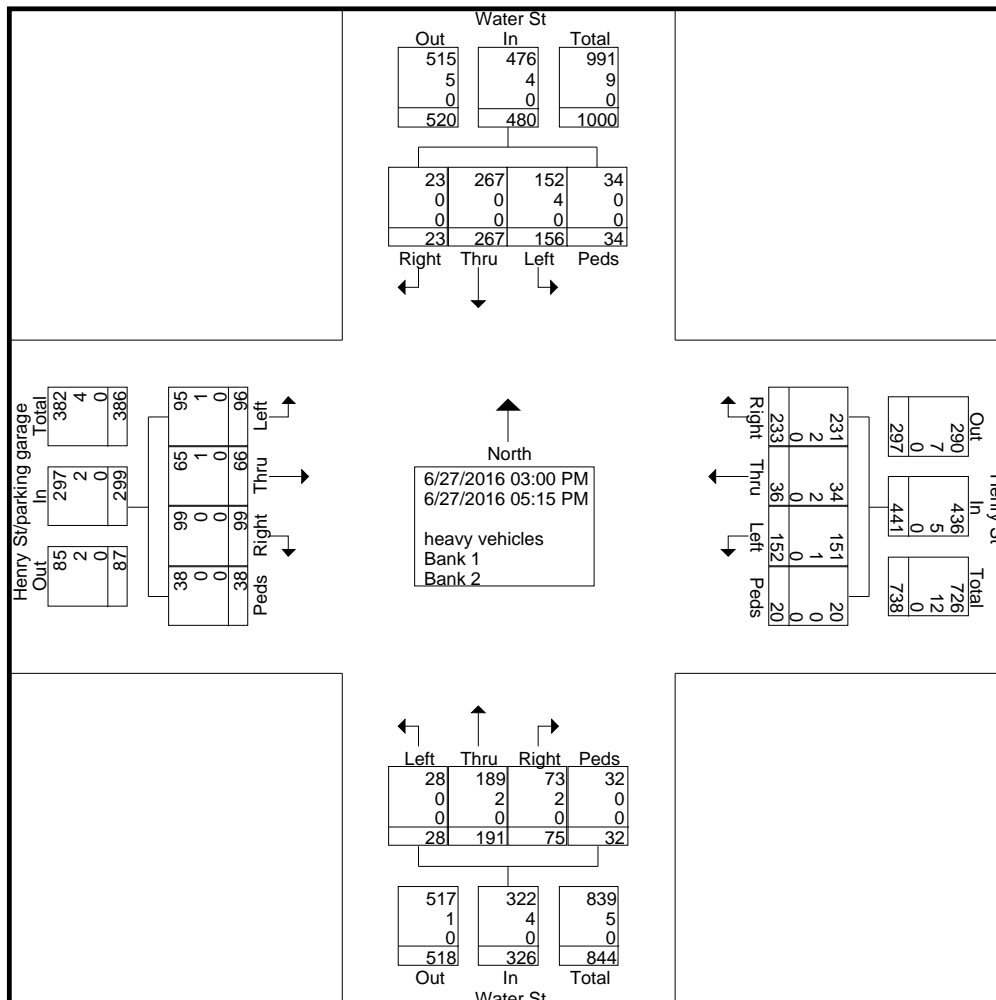 Water St
Out In Total
515 476 991
5 4 9
0 0 0
520 480 1000
23 267 152 34
0 0 4 0
0 0 0 0
23 267 156 34
Right Thru Left Peds
Henry St/parking garage
Total In Out
382 297 85
4 2 2
0 0 0
386 299 87
95 65 99 38
1 1 0 0
0 0 0 0
96 66 99 38
Left Thru Right Peds
North
6/27/2016 03:00 PM
6/27/2016 05:15 PM
heavy vehicles
Bank 1
Bank 2
Right Thru Left Peds
231 34 151 20
2 2 1 0
0 0 0 0
233 36 152 20
Henry St
Out In Total
290 436 726
7 5 12
0 0 0
297 441 738
Left Thru Right Peds
28 189 73 32
0 2 2 0
0 0 0 0
28 191 75 32
517 322 839
1 4 5
0 0 0
518 326 844
Out In Total
Water St